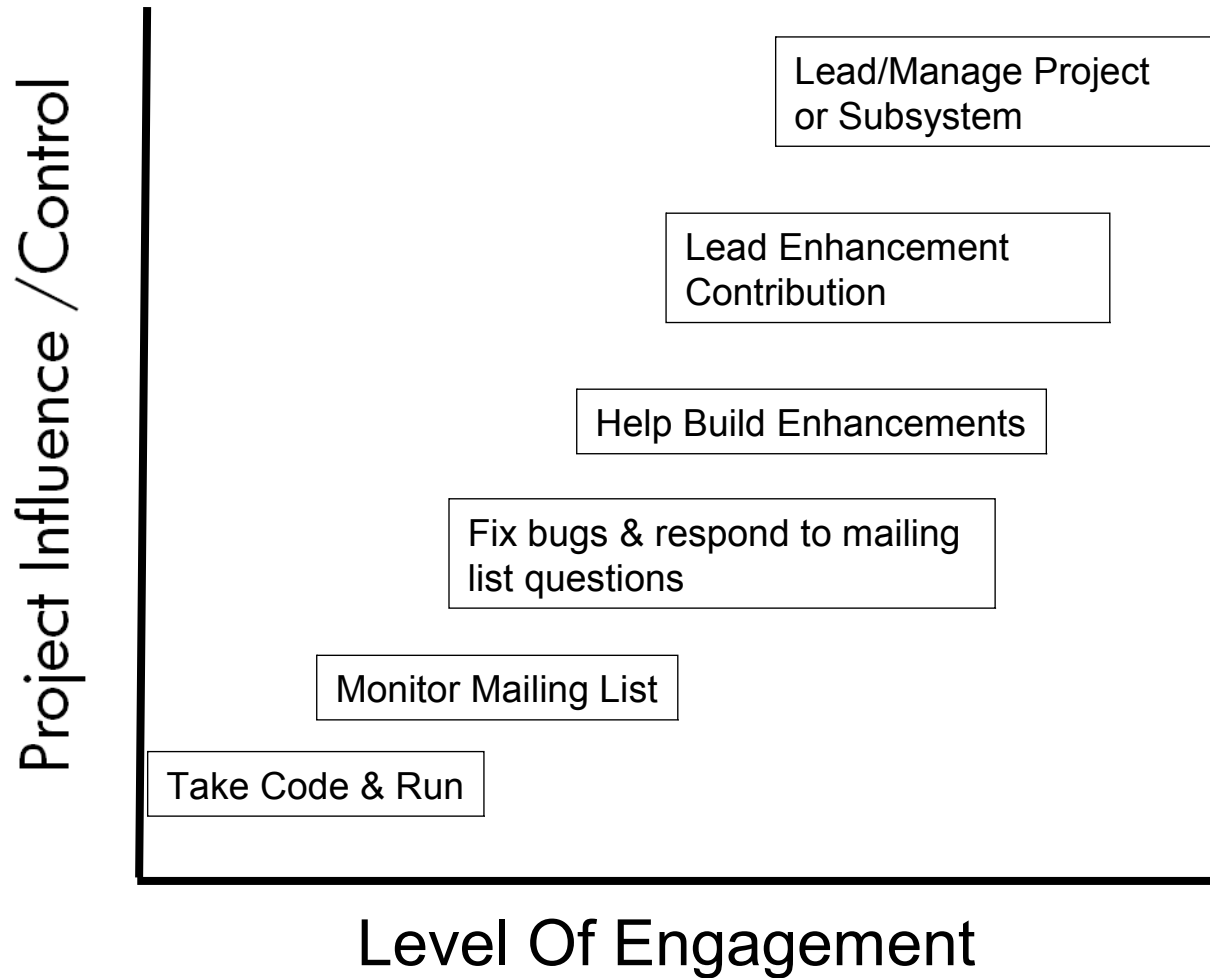 Project Influence /Control
Lead/Manage Project
or Subsystem
Lead Enhancement
Contribution
Help Build Enhancements
Fix bugs & respond to mailing
list questions
Monitor Mailing List
Take Code & Run
Level Of Engagement